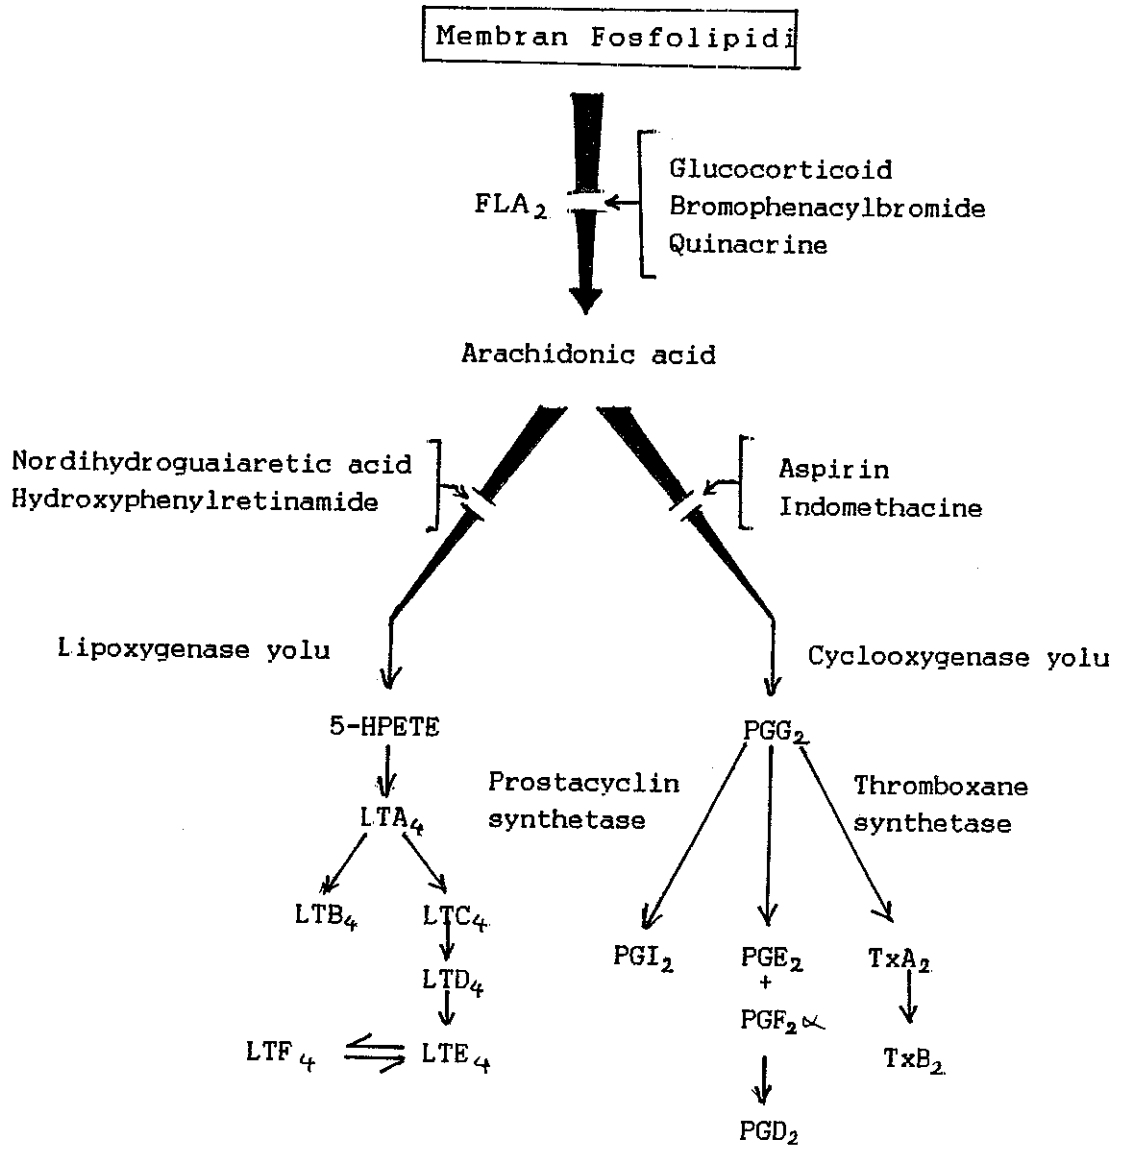 Membran Fosfolipidi
FLA₂
Glucocorticoid
Bromophenacylbromide
Quinacrine
Arachidonic acid
Nordihydroguaiaretic acid
Hydroxyphenylretinamide
Aspirin
Indomethacine
Lipoxygenase yolu
Cyclooxygenase yolu
5-HPETE
PGG₂
Prostacyclin
synthetase
Thromboxane
synthetase
LTA₄
LTB₄
LTC₄
PGI₂
PGE₂
TxA₂
LTD₄
+
PGF₂α
LTF₄
LTE₄
TxB₂
PGD₂